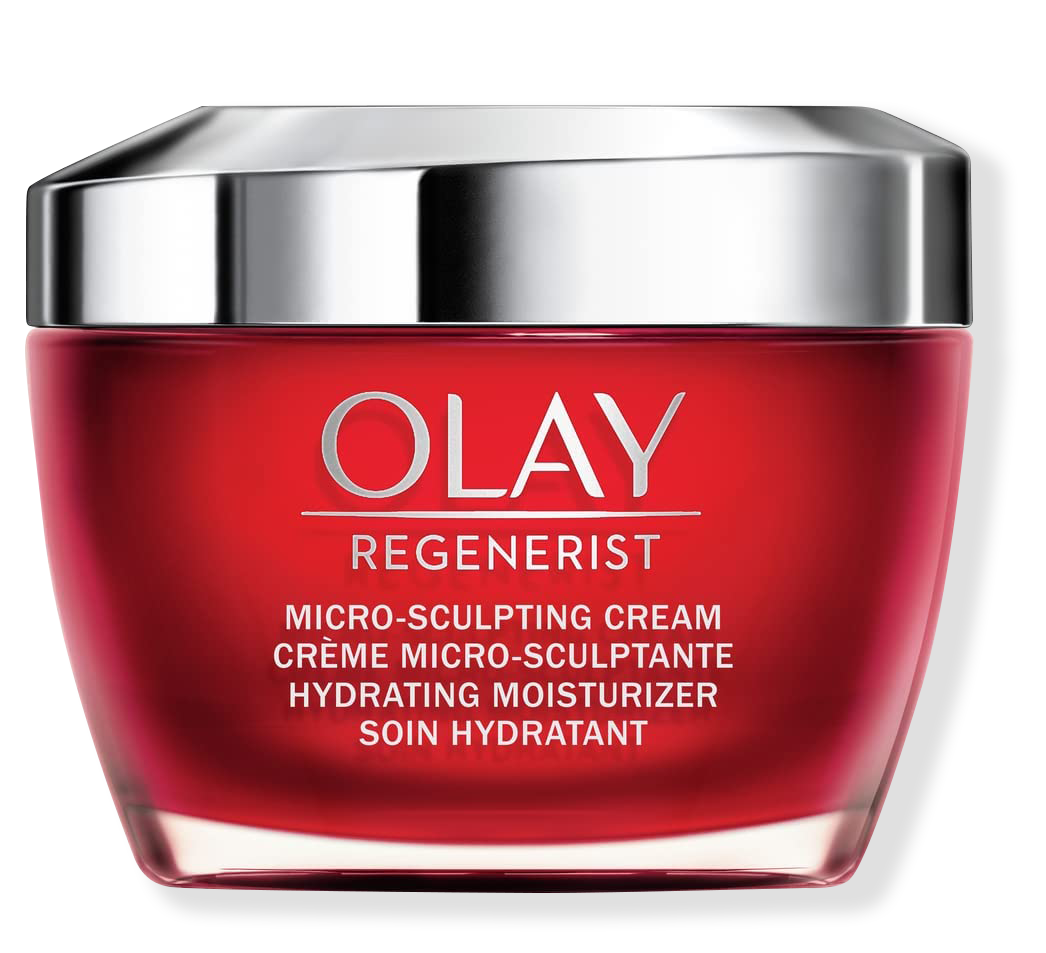 OLAY
REGENERIST
MICRO-SCULPTING CREAM
CRÈME MICRO-SCULPTANTE
HYDRATING MOISTURIZER
SOIN HYDRATANT